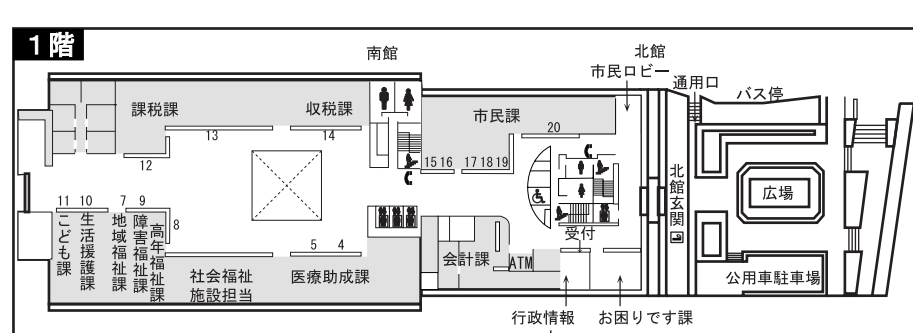 1階
南館
北館
市民ロビー
通用口
バス停
課税課
収税課
市民課
13
14
20
12
15 16 17 18 19
北館玄関
広場
11 10 7 9
8
こども課
生活援護課
地域福祉課
障害福祉課
高年福祉課
5 4
受付
会計課
ATM
社会福祉
施設担当
医療助成課
公用車駐車場
行政情報
お困りです課